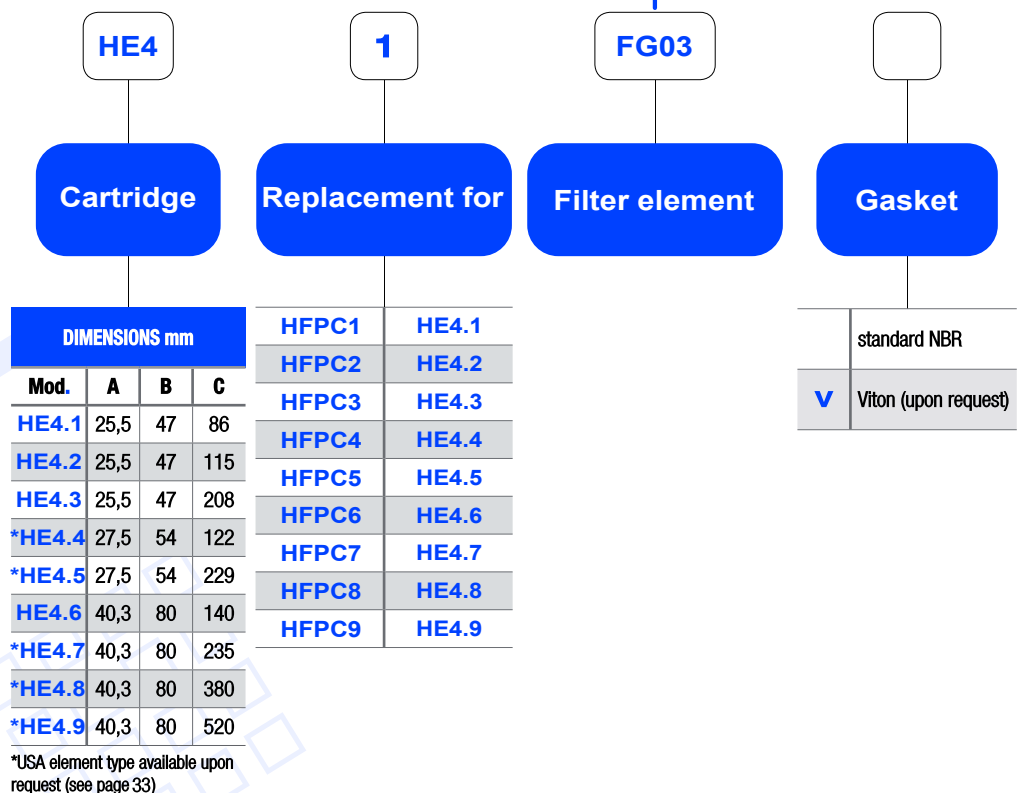 HE4 1 FG03
Cartridge Replacement for Filter element Gasket
DIMENSIONS mm
Mod. A B C
HE4.1 25,5 47 86
HE4.2 25,5 47 115
HE4.3 25,5 47 208
*HE4.4 27,5 54 122
*HE4.5 27,5 54 229
HE4.6 40,3 80 140
*HE4.7 40,3 80 235
*HE4.8 40,3 80 380
*HE4.9 40,3 80 520
*USA element type available upon
request (see page 33)
HFPC1 HE4.1
HFPC2 HE4.2
HFPC3 HE4.3
HFPC4 HE4.4
HFPC5 HE4.5
HFPC6 HE4.6
HFPC7 HE4.7
HFPC8 HE4.8
HFPC9 HE4.9
standard NBR
V Viton (upon request)